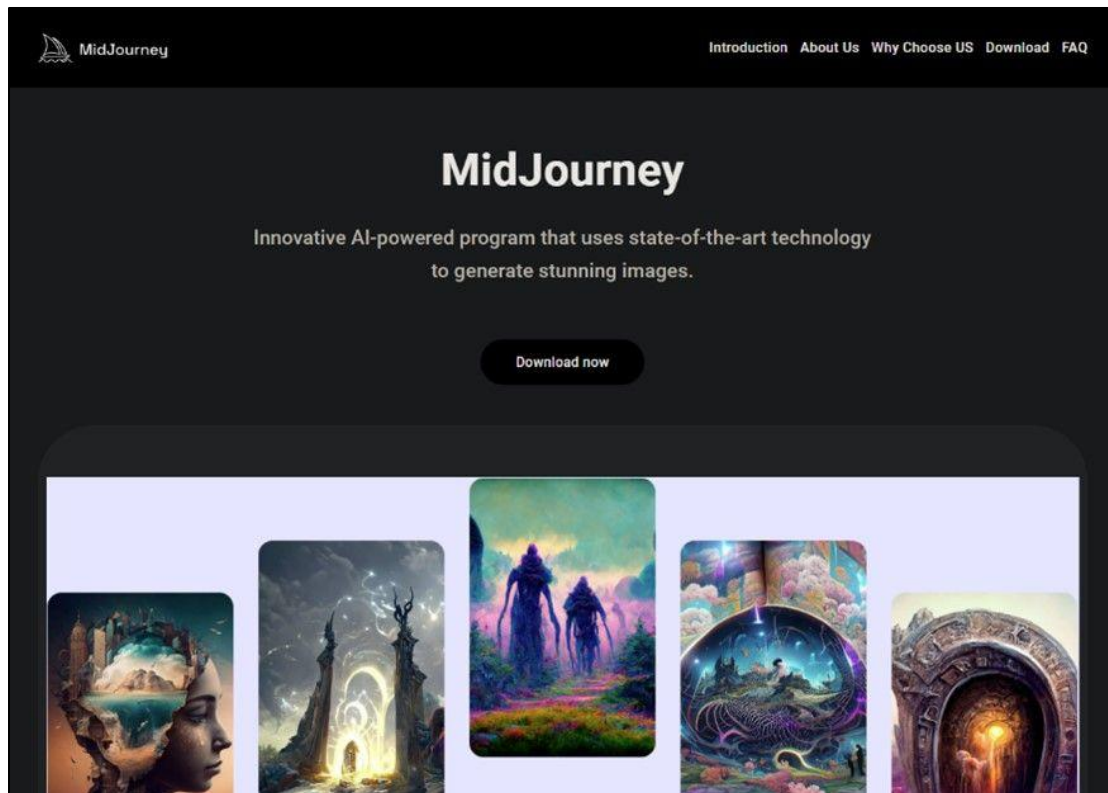 MidJourney
Introduction About Us Why Choose US Download FAQ
MidJourney
Innovative AI-powered program that uses state-of-the-art technology
to generate stunning images.
Download now